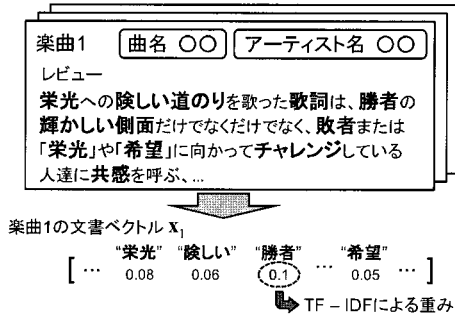 楽曲1 曲名 ○○ アーティスト名 ○○
レビュー
栄光への険しい道のりを歌った歌詞は、勝者の
輝かしい側面だけでなくだけでなく、敗者または
「栄光」や「希望」に向かってチャレンジしている
人達に共感を呼ぶ、...
楽曲1の文書ベクトル x₁
“栄光” “険しい” “勝者” “希望”
[ … 0.08 0.06 0.1 … 0.05 … ]
TF – IDFによる重み